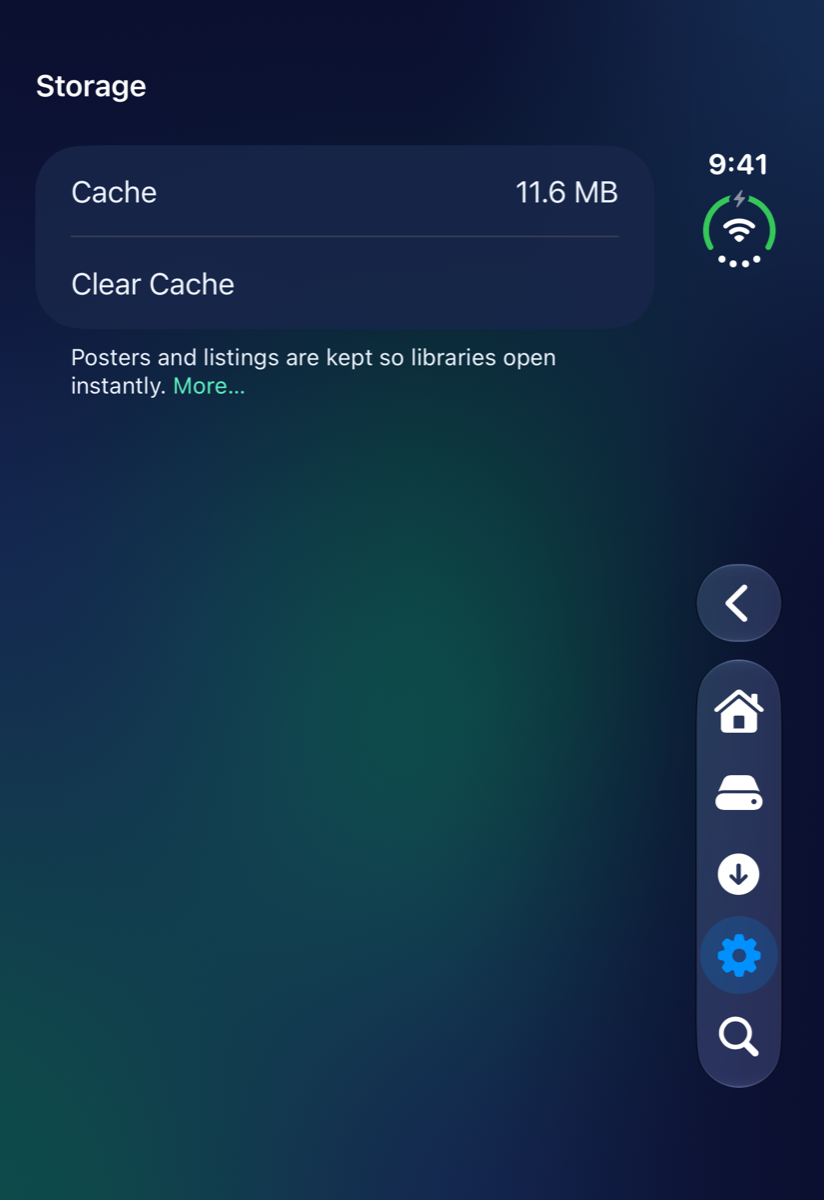 Storage
9:41
Cache 11.6 MB
Clear Cache
Posters and listings are kept so libraries open
instantly. More...